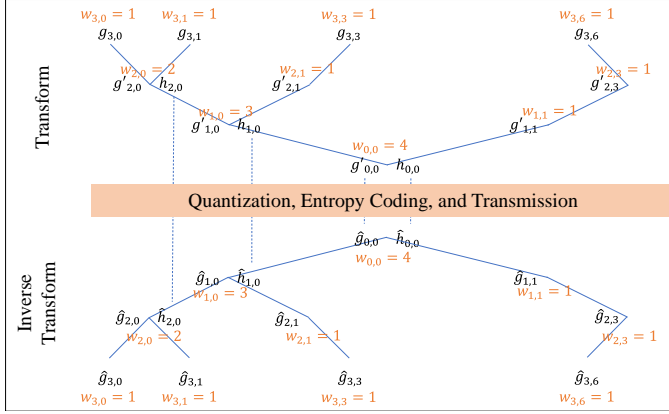 w₃,₀ = 1 w₃,₁ = 1 w₃,₃ = 1 w₃,₆ = 1
g₃,₀ g₃,₁ g₃,₃ g₃,₆
w₂,₀ = 2 w₂,₁ = 1 w₂,₃ = 1
g′₂,₀ h₂,₀ g′₂,₁ g′₂,₃
w₁,₀ = 3 w₁,₁ = 1
g′₁,₀ h₁,₀ g′₁,₁
w₀,₀ = 4
g′₀,₀ h₀,₀
Transform
Quantization, Entropy Coding, and Transmission
ĝ₀,₀ ĥ₀,₀
w₀,₀ = 4
ĝ₁,₀ ĥ₁,₀ ĝ₁,₁
w₁,₀ = 3 w₁,₁ = 1
ĝ₂,₀ ĥ₂,₀ ĝ₂,₁ ĝ₂,₃
w₂,₀ = 2 w₂,₁ = 1 w₂,₃ = 1
ĝ₃,₀ ĝ₃,₁ ĝ₃,₃ ĝ₃,₆
w₃,₀ = 1 w₃,₁ = 1 w₃,₃ = 1 w₃,₆ = 1
Inverse
Transform